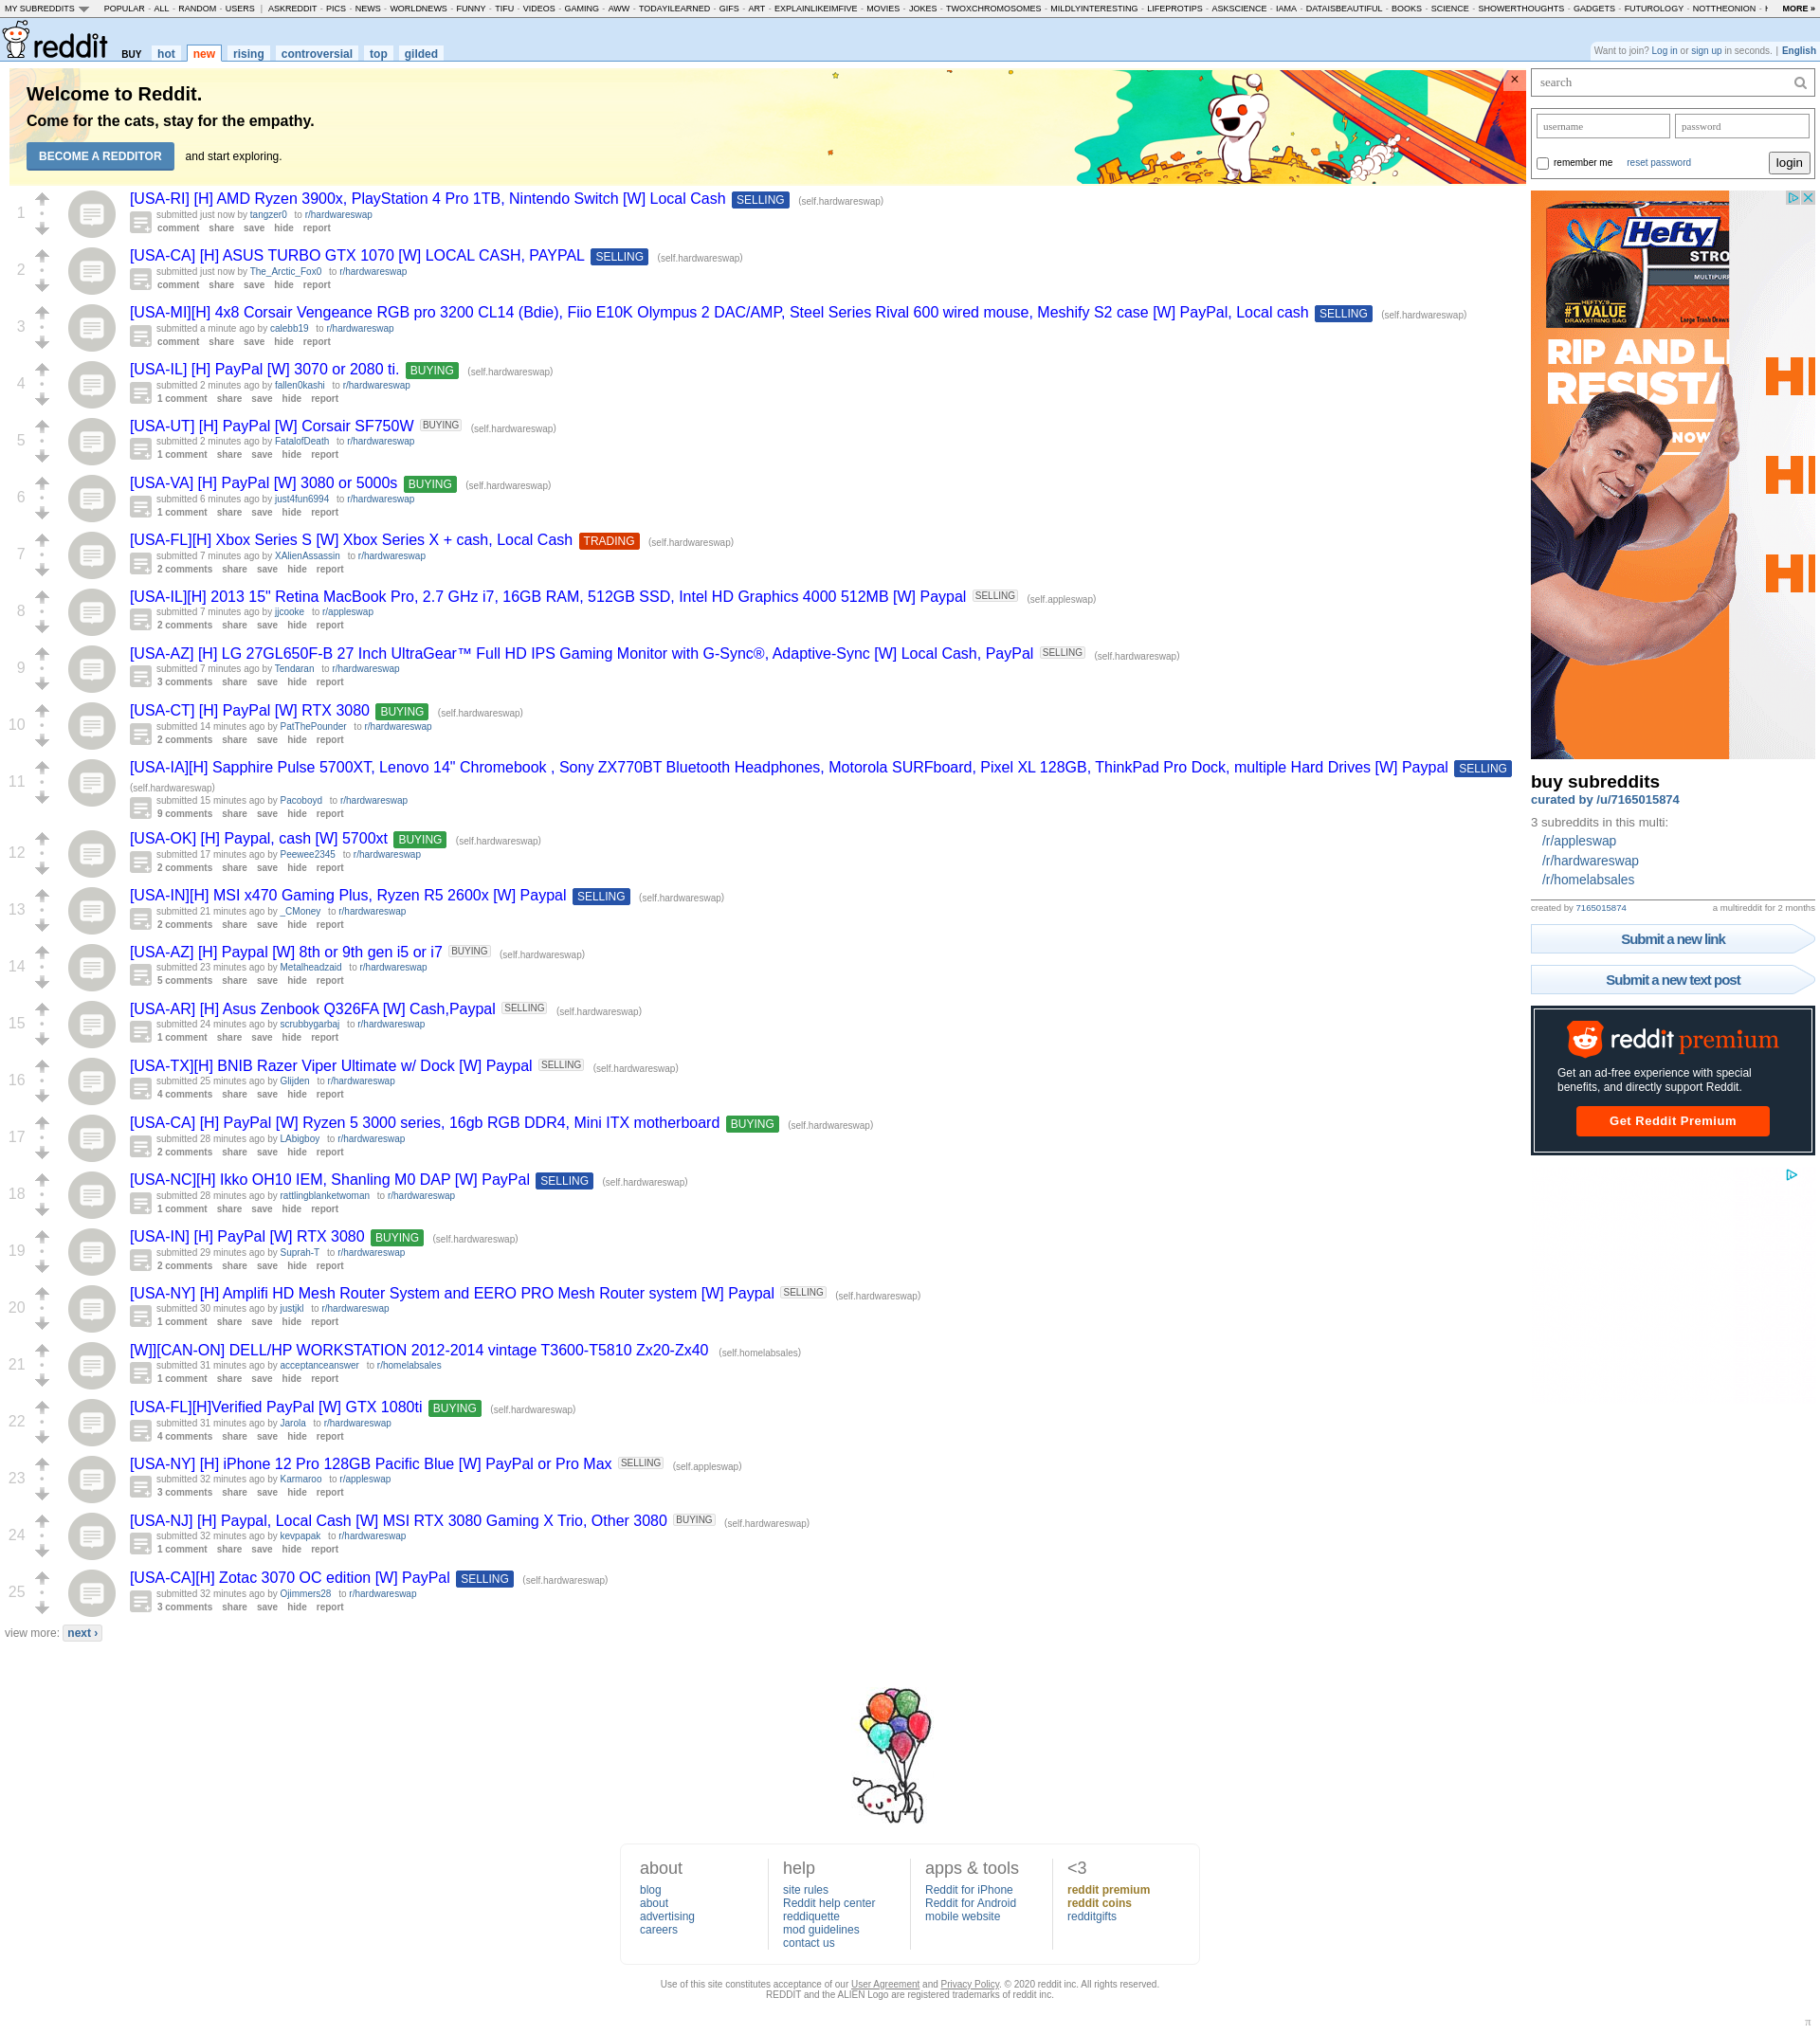 MY SUBREDDITS POPULAR - ALL - RANDOM - USERS | ASKREDDIT - PICS - NEWS - WORLDNEWS - FUNNY - TIFU - VIDEOS - GAMING - AWW - TODAYILEARNED - GIFS - ART - EXPLAINLIKEIMFIVE - MOVIES - JOKES - TWOXCHROMOSOMES - MILDLYINTERESTING - LIFEPROTIPS - ASKSCIENCE - IAMA - DATAISBEAUTIFUL - BOOKS - SCIENCE - SHOWERTHOUGHTS - GADGETS - FUTUROLOGY - NOTTHEONION - MORE »
reddit BUY hot new rising controversial top gilded
Want to join? Log in or sign up in seconds. | English
Welcome to Reddit.
Come for the cats, stay for the empathy.
BECOME A REDDITOR and start exploring.
×
search
username password
remember me reset password login
1
[USA-RI] [H] AMD Ryzen 3900x, PlayStation 4 Pro 1TB, Nintendo Switch [W] Local Cash SELLING (self.hardwareswap)
submitted just now by tangzer0 to r/hardwareswap
comment share save hide report
2
[USA-CA] [H] ASUS TURBO GTX 1070 [W] LOCAL CASH, PAYPAL SELLING (self.hardwareswap)
submitted just now by The_Arctic_Fox0 to r/hardwareswap
comment share save hide report
3
[USA-MI][H] 4x8 Corsair Vengeance RGB pro 3200 CL14 (Bdie), Fiio E10K Olympus 2 DAC/AMP, Steel Series Rival 600 wired mouse, Meshify S2 case [W] PayPal, Local cash SELLING (self.hardwareswap)
submitted a minute ago by calebb19 to r/hardwareswap
comment share save hide report
4
[USA-IL] [H] PayPal [W] 3070 or 2080 ti. BUYING (self.hardwareswap)
submitted 2 minutes ago by fallen0kashi to r/hardwareswap
1 comment share save hide report
5
[USA-UT] [H] PayPal [W] Corsair SF750W BUYING (self.hardwareswap)
submitted 2 minutes ago by FatalofDeath to r/hardwareswap
1 comment share save hide report
6
[USA-VA] [H] PayPal [W] 3080 or 5000s BUYING (self.hardwareswap)
submitted 6 minutes ago by just4fun6994 to r/hardwareswap
1 comment share save hide report
7
[USA-FL][H] Xbox Series S [W] Xbox Series X + cash, Local Cash TRADING (self.hardwareswap)
submitted 7 minutes ago by XAlienAssassin to r/hardwareswap
2 comments share save hide report
8
[USA-IL][H] 2013 15" Retina MacBook Pro, 2.7 GHz i7, 16GB RAM, 512GB SSD, Intel HD Graphics 4000 512MB [W] Paypal SELLING (self.appleswap)
submitted 7 minutes ago by jjcooke to r/appleswap
2 comments share save hide report
9
[USA-AZ] [H] LG 27GL650F-B 27 Inch UltraGear™ Full HD IPS Gaming Monitor with G-Sync®, Adaptive-Sync [W] Local Cash, PayPal SELLING (self.hardwareswap)
submitted 7 minutes ago by Tendaran to r/hardwareswap
3 comments share save hide report
10
[USA-CT] [H] PayPal [W] RTX 3080 BUYING (self.hardwareswap)
submitted 14 minutes ago by PatThePounder to r/hardwareswap
2 comments share save hide report
11
[USA-IA][H] Sapphire Pulse 5700XT, Lenovo 14" Chromebook , Sony ZX770BT Bluetooth Headphones, Motorola SURFboard, Pixel XL 128GB, ThinkPad Pro Dock, multiple Hard Drives [W] Paypal SELLING
(self.hardwareswap)
submitted 15 minutes ago by Pacoboyd to r/hardwareswap
9 comments share save hide report
12
[USA-OK] [H] Paypal, cash [W] 5700xt BUYING (self.hardwareswap)
submitted 17 minutes ago by Peewee2345 to r/hardwareswap
2 comments share save hide report
13
[USA-IN][H] MSI x470 Gaming Plus, Ryzen R5 2600x [W] Paypal SELLING (self.hardwareswap)
submitted 21 minutes ago by _CMoney to r/hardwareswap
2 comments share save hide report
14
[USA-AZ] [H] Paypal [W] 8th or 9th gen i5 or i7 BUYING (self.hardwareswap)
submitted 23 minutes ago by Metalheadzaid to r/hardwareswap
5 comments share save hide report
15
[USA-AR] [H] Asus Zenbook Q326FA [W] Cash,Paypal SELLING (self.hardwareswap)
submitted 24 minutes ago by scrubbygarbaj to r/hardwareswap
1 comment share save hide report
16
[USA-TX][H] BNIB Razer Viper Ultimate w/ Dock [W] Paypal SELLING (self.hardwareswap)
submitted 25 minutes ago by Glijden to r/hardwareswap
4 comments share save hide report
17
[USA-CA] [H] PayPal [W] Ryzen 5 3000 series, 16gb RGB DDR4, Mini ITX motherboard BUYING (self.hardwareswap)
submitted 28 minutes ago by LAbigboy to r/hardwareswap
2 comments share save hide report
18
[USA-NC][H] Ikko OH10 IEM, Shanling M0 DAP [W] PayPal SELLING (self.hardwareswap)
submitted 28 minutes ago by rattlingblanketwoman to r/hardwareswap
1 comment share save hide report
19
[USA-IN] [H] PayPal [W] RTX 3080 BUYING (self.hardwareswap)
submitted 29 minutes ago by Suprah-T to r/hardwareswap
2 comments share save hide report
20
[USA-NY] [H] Amplifi HD Mesh Router System and EERO PRO Mesh Router system [W] Paypal SELLING (self.hardwareswap)
submitted 30 minutes ago by justjkl to r/hardwareswap
1 comment share save hide report
21
[W]][CAN-ON] DELL/HP WORKSTATION 2012-2014 vintage T3600-T5810 Zx20-Zx40 (self.homelabsales)
submitted 31 minutes ago by acceptanceanswer to r/homelabsales
1 comment share save hide report
22
[USA-FL][H]Verified PayPal [W] GTX 1080ti BUYING (self.hardwareswap)
submitted 31 minutes ago by Jarola to r/hardwareswap
4 comments share save hide report
23
[USA-NY] [H] iPhone 12 Pro 128GB Pacific Blue [W] PayPal or Pro Max SELLING (self.appleswap)
submitted 32 minutes ago by Karmaroo to r/appleswap
3 comments share save hide report
24
[USA-NJ] [H] Paypal, Local Cash [W] MSI RTX 3080 Gaming X Trio, Other 3080 BUYING (self.hardwareswap)
submitted 32 minutes ago by kevpapak to r/hardwareswap
1 comment share save hide report
25
[USA-CA][H] Zotac 3070 OC edition [W] PayPal SELLING (self.hardwareswap)
submitted 32 minutes ago by Ojimmers28 to r/hardwareswap
3 comments share save hide report
view more: next ›
Hefty
STRO
MULTIPUR
HEFTY'S
#1 VALUE
DRAWSTRING BAG
Large Trash Draws
RIP AND
RESISTA
NOW
HI
HI
HI
buy subreddits
curated by /u/7165015874
3 subreddits in this multi:
/r/appleswap
/r/hardwareswap
/r/homelabsales
created by 7165015874 a multireddit for 2 months
Submit a new link
Submit a new text post
reddit premium
Get an ad-free experience with special
benefits, and directly support Reddit.
Get Reddit Premium
about
blog
about
advertising
careers
help
site rules
Reddit help center
reddiquette
mod guidelines
contact us
apps & tools
Reddit for iPhone
Reddit for Android
mobile website
<3
reddit premium
reddit coins
redditgifts
Use of this site constitutes acceptance of our User Agreement and Privacy Policy. © 2020 reddit inc. All rights reserved.
REDDIT and the ALIEN Logo are registered trademarks of reddit inc.
π